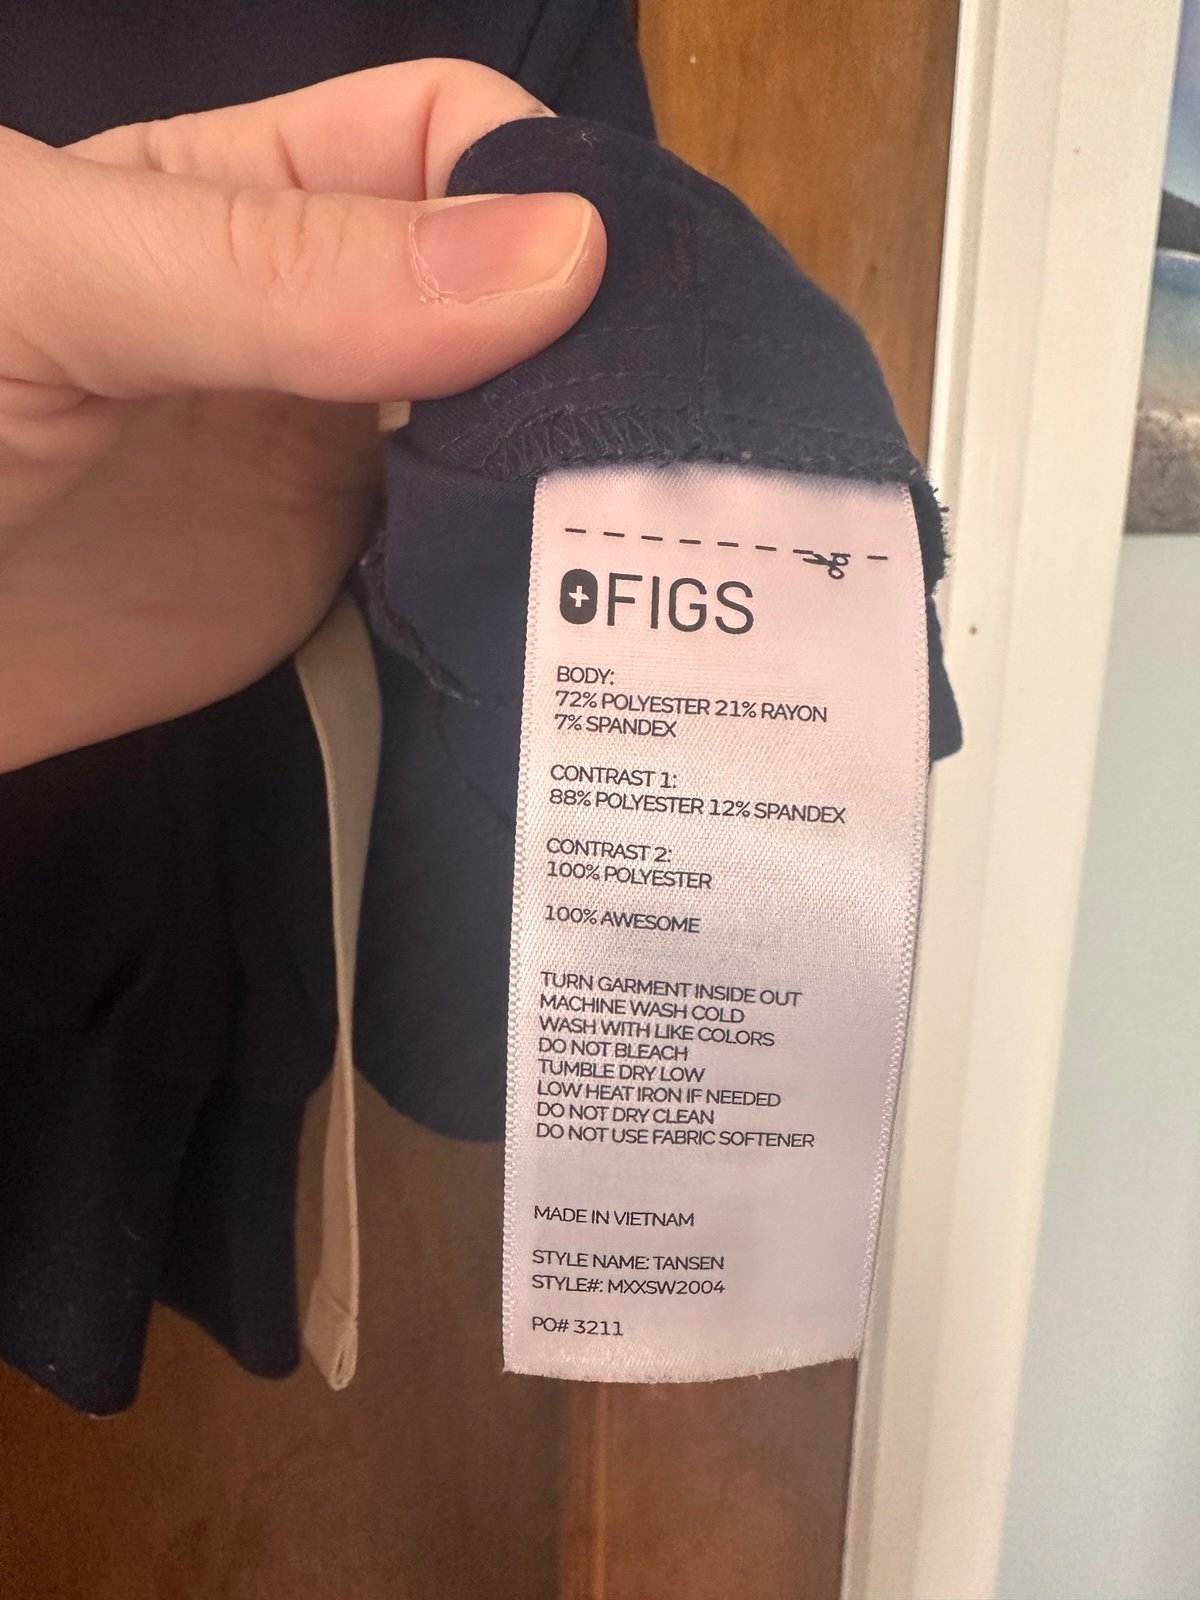 FIGS
BODY:
72% POLYESTER 21% RAYON
7% SPANDEX
CONTRAST 1:
88% POLYESTER 12% SPANDEX
CONTRAST 2:
100% POLYESTER
100% AWESOME
TURN GARMENT INSIDE OUT
MACHINE WASH COLD
WASH WITH LIKE COLORS
DO NOT BLEACH
TUMBLE DRY LOW
LOW HEAT IRON IF NEEDED
DO NOT DRY CLEAN
DO NOT USE FABRIC SOFTENER
MADE IN VIETNAM
STYLE NAME: TANSEN
STYLE#: MXXSW2004
PO# 3211